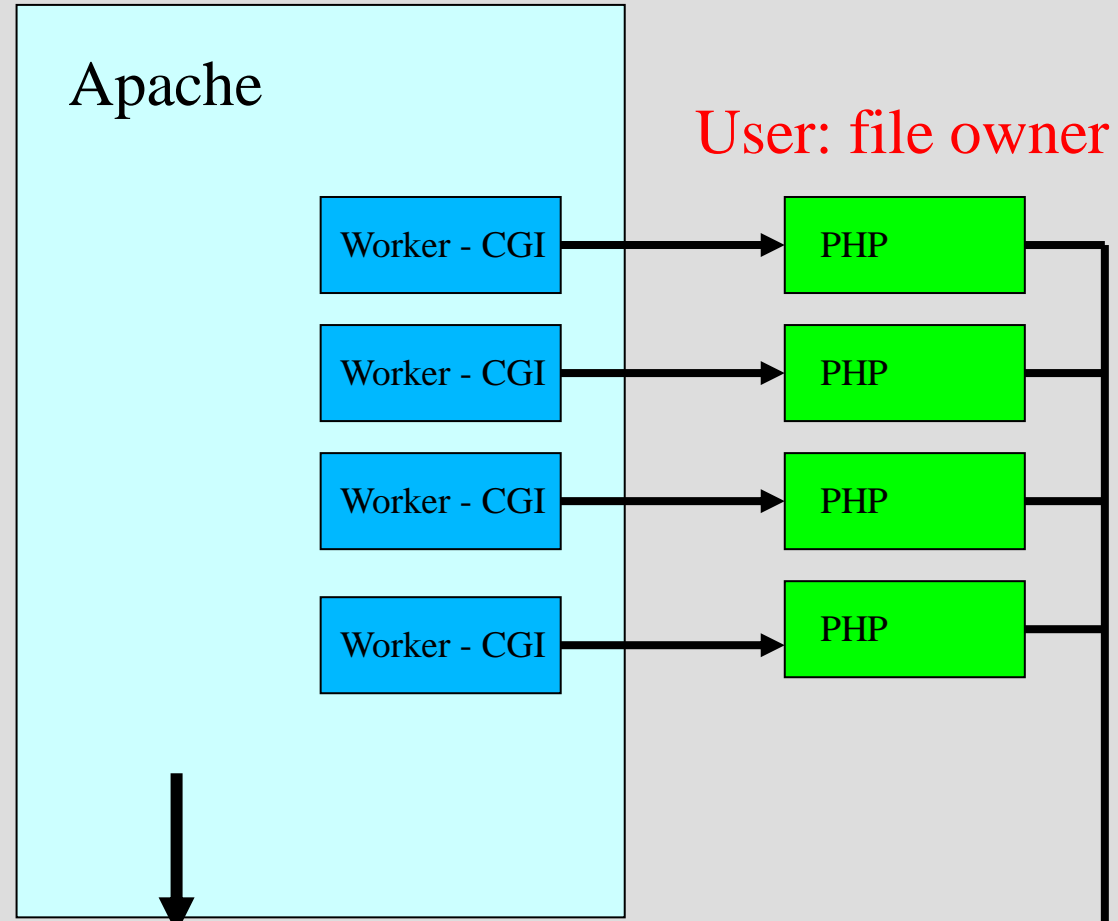 Apache
User: file owner
Worker - CGI
PHP
Worker - CGI
PHP
Worker - CGI
PHP
Worker - CGI
PHP